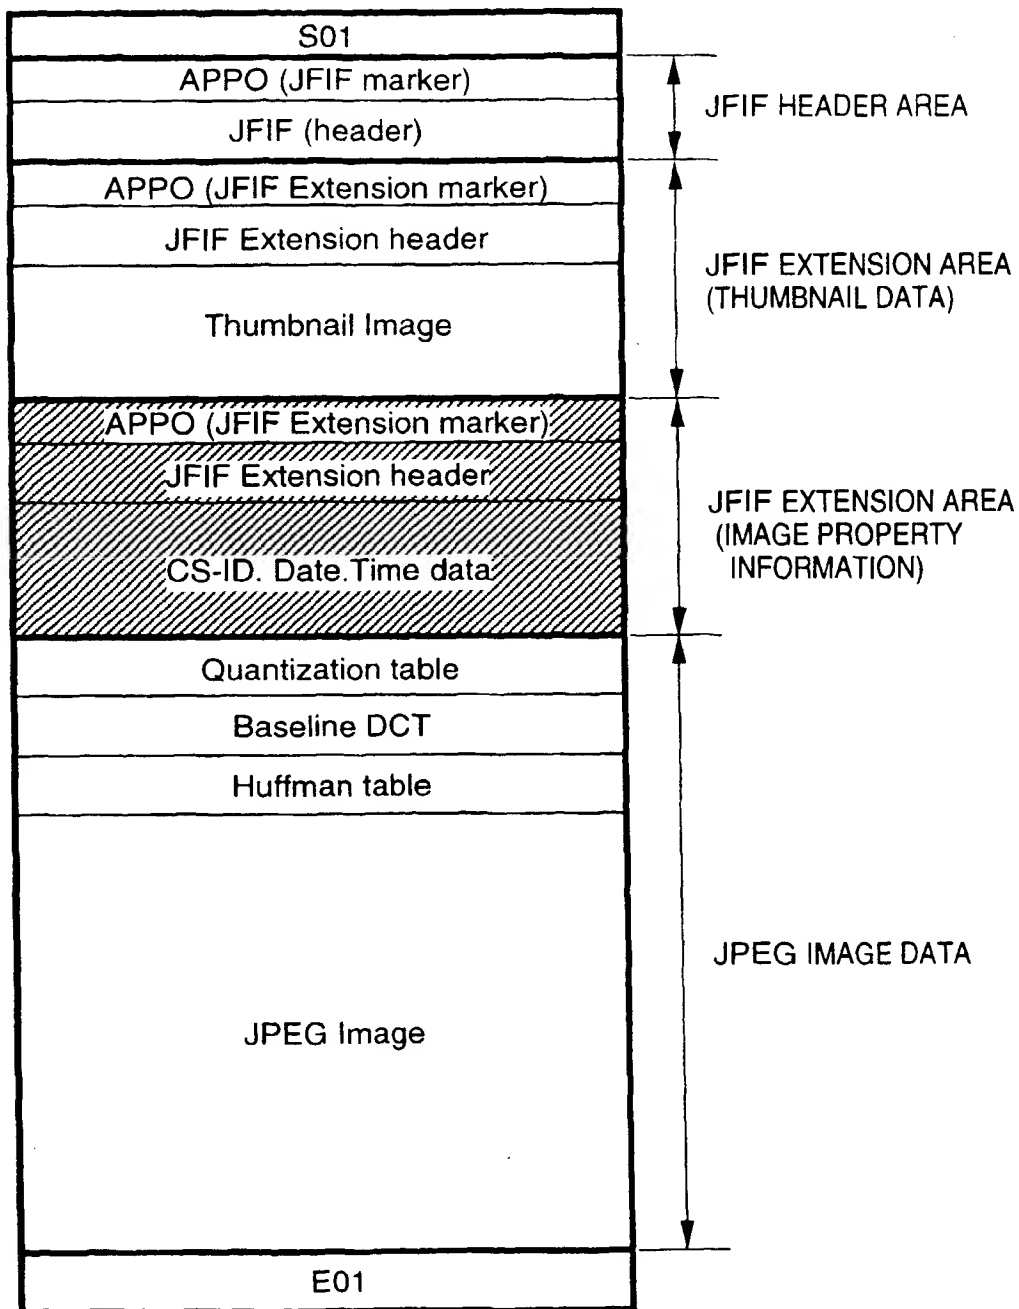 S01
APPO (JFIF marker)
JFIF (header)
JFIF HEADER AREA
APPO (JFIF Extension marker)
JFIF Extension header
Thumbnail Image
JFIF EXTENSION AREA
(THUMBNAIL DATA)
APPO (JFIF Extension marker)
JFIF Extension header
CS-ID. Date.Time data
JFIF EXTENSION AREA
(IMAGE PROPERTY
INFORMATION)
Quantization table
Baseline DCT
Huffman table
JPEG Image
JPEG IMAGE DATA
E01